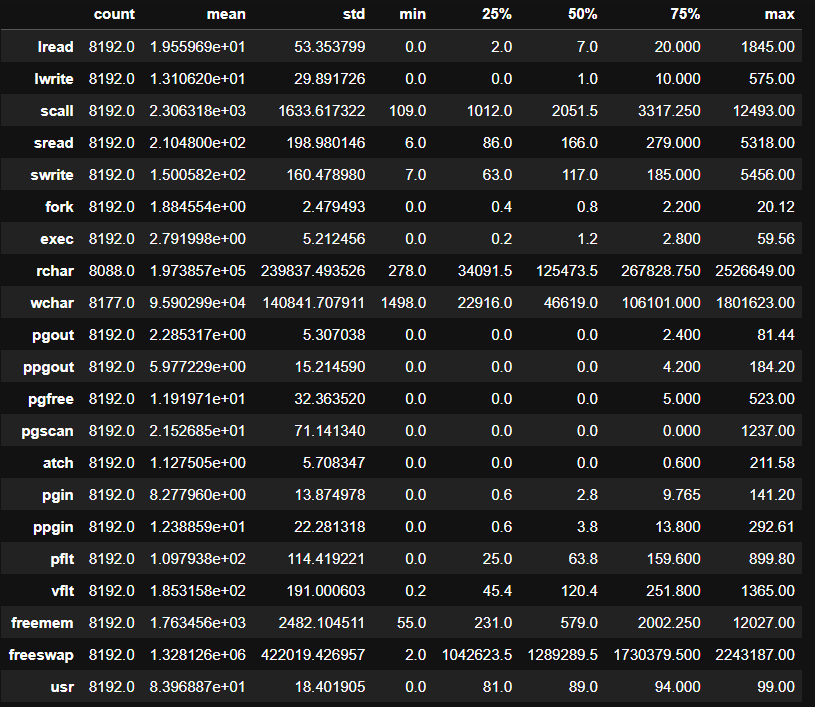 count mean std min 25% 50% 75% max
lread 8192.0 1.955969e+01 53.353799 0.0 2.0 7.0 20.000 1845.00
lwrite 8192.0 1.310620e+01 29.891726 0.0 0.0 1.0 10.000 575.00
scall 8192.0 2.306318e+03 1633.617322 109.0 1012.0 2051.5 3317.250 12493.00
sread 8192.0 2.104800e+02 198.980146 6.0 86.0 166.0 279.000 5318.00
swrite 8192.0 1.500582e+02 160.478980 7.0 63.0 117.0 185.000 5456.00
fork 8192.0 1.884554e+00 2.479493 0.0 0.4 0.8 2.200 20.12
exec 8192.0 2.791998e+00 5.212456 0.0 0.2 1.2 2.800 59.56
rchar 8088.0 1.973857e+05 239837.493526 278.0 34091.5 125473.5 267828.750 2526649.00
wchar 8177.0 9.590299e+04 140841.707911 1498.0 22916.0 46619.0 106101.000 1801623.00
pgout 8192.0 2.285317e+00 5.307038 0.0 0.0 0.0 2.400 81.44
ppgout 8192.0 5.977229e+00 15.214590 0.0 0.0 0.0 4.200 184.20
pgfree 8192.0 1.191971e+01 32.363520 0.0 0.0 0.0 5.000 523.00
pgscan 8192.0 2.152685e+01 71.141340 0.0 0.0 0.0 0.000 1237.00
atch 8192.0 1.127505e+00 5.708347 0.0 0.0 0.0 0.600 211.58
pgin 8192.0 8.277960e+00 13.874978 0.0 0.6 2.8 9.765 141.20
ppgin 8192.0 1.238859e+01 22.281318 0.0 0.6 3.8 13.800 292.61
pflt 8192.0 1.097938e+02 114.419221 0.0 25.0 63.8 159.600 899.80
vflt 8192.0 1.853158e+02 191.000603 0.2 45.4 120.4 251.800 1365.00
freemem 8192.0 1.763456e+03 2482.104511 55.0 231.0 579.0 2002.250 12027.00
freeswap 8192.0 1.328126e+06 422019.426957 2.0 1042623.5 1289289.5 1730379.500 2243187.00
usr 8192.0 8.396887e+01 18.401905 0.0 81.0 89.0 94.000 99.00